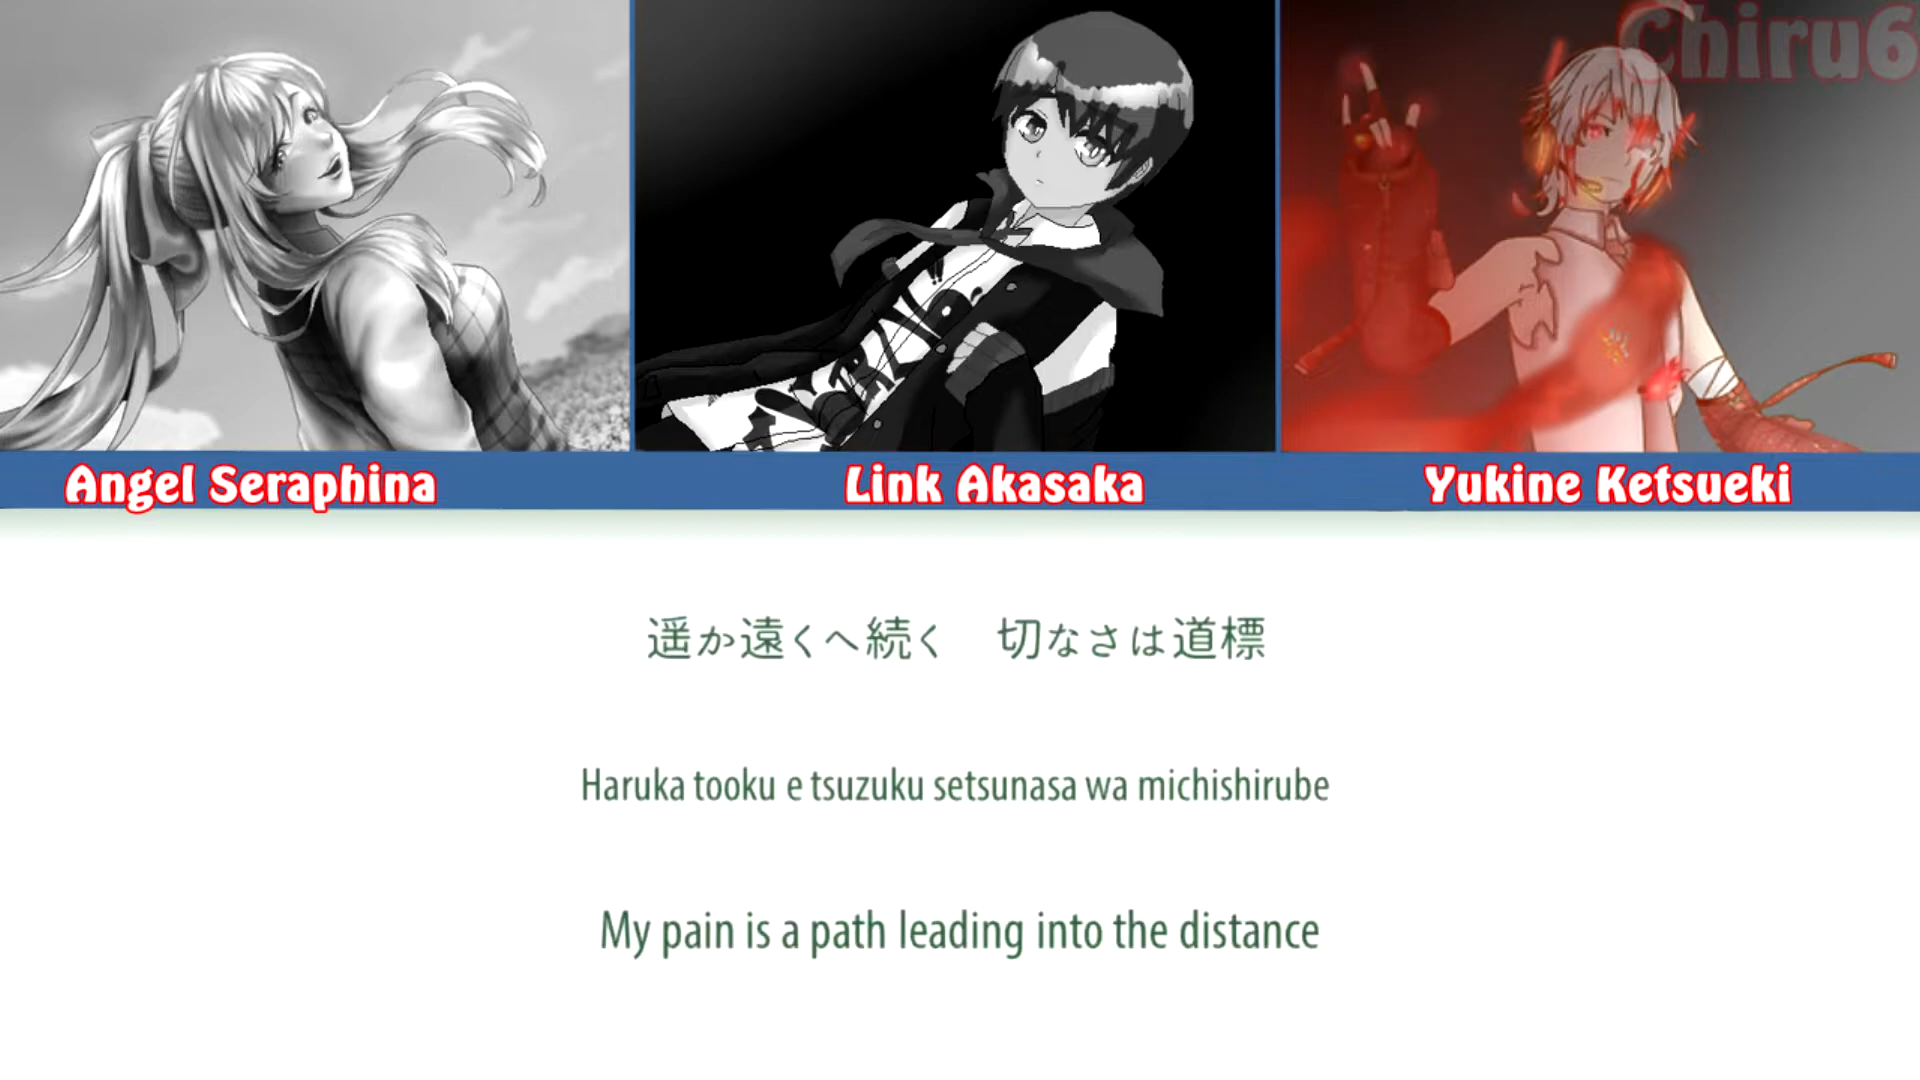 Chiru6
Angel Seraphina
Link Akasaka
Yukine Ketsueki
遥か遠くへ続く　切なさは道標
Haruka tooku e tsuzuku setsunasa wa michishirube
My pain is a path leading into the distance